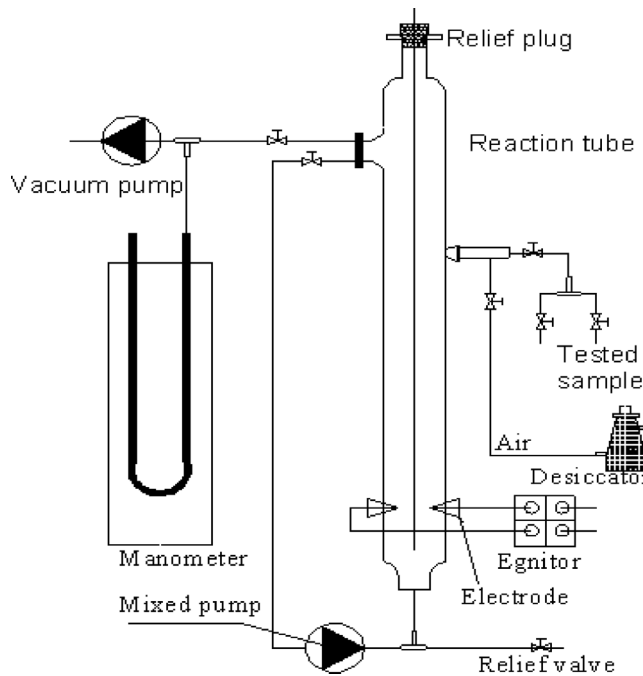 Relief plug
Reaction tube
Vacuum pump
Tested
sample
Air
Desiccator
Manometer
Egnitor
Electrode
Mixed pump
Relief valve